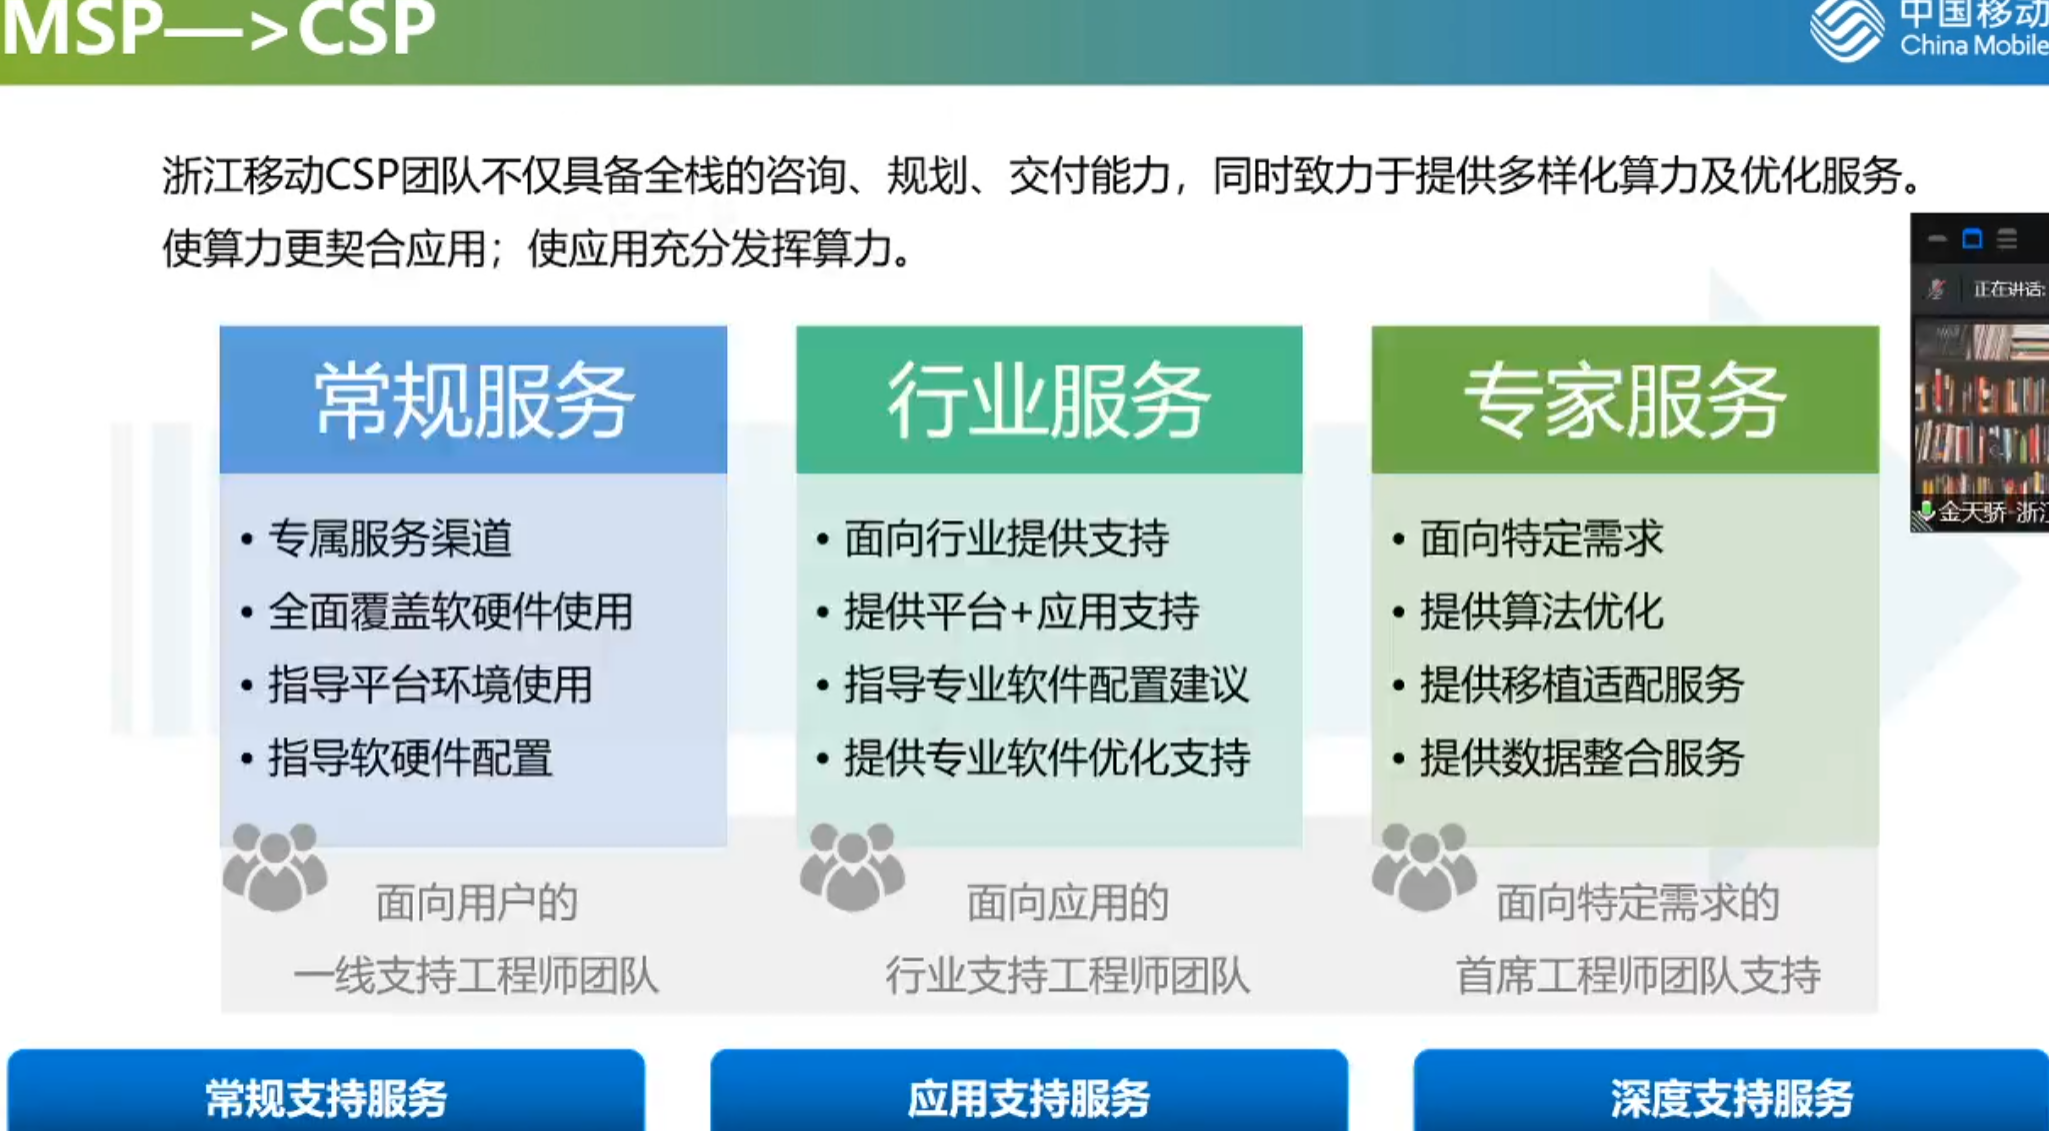 MSP—>CSP
中国移动
China Mobile
浙江移动CSP团队不仅具备全栈的咨询、规划、交付能力，同时致力于提供多样化算力及优化服务。
使算力更契合应用；使应用充分发挥算力。
正在讲话:
金天骄-浙江
常规服务
• 专属服务渠道
• 全面覆盖软硬件使用
• 指导平台环境使用
• 指导软硬件配置
面向用户的
一线支持工程师团队
行业服务
• 面向行业提供支持
• 提供平台+应用支持
• 指导专业软件配置建议
• 提供专业软件优化支持
面向应用的
行业支持工程师团队
专家服务
• 面向特定需求
• 提供算法优化
• 提供移植适配服务
• 提供数据整合服务
面向特定需求的
首席工程师团队支持
常规支持服务
应用支持服务
深度支持服务